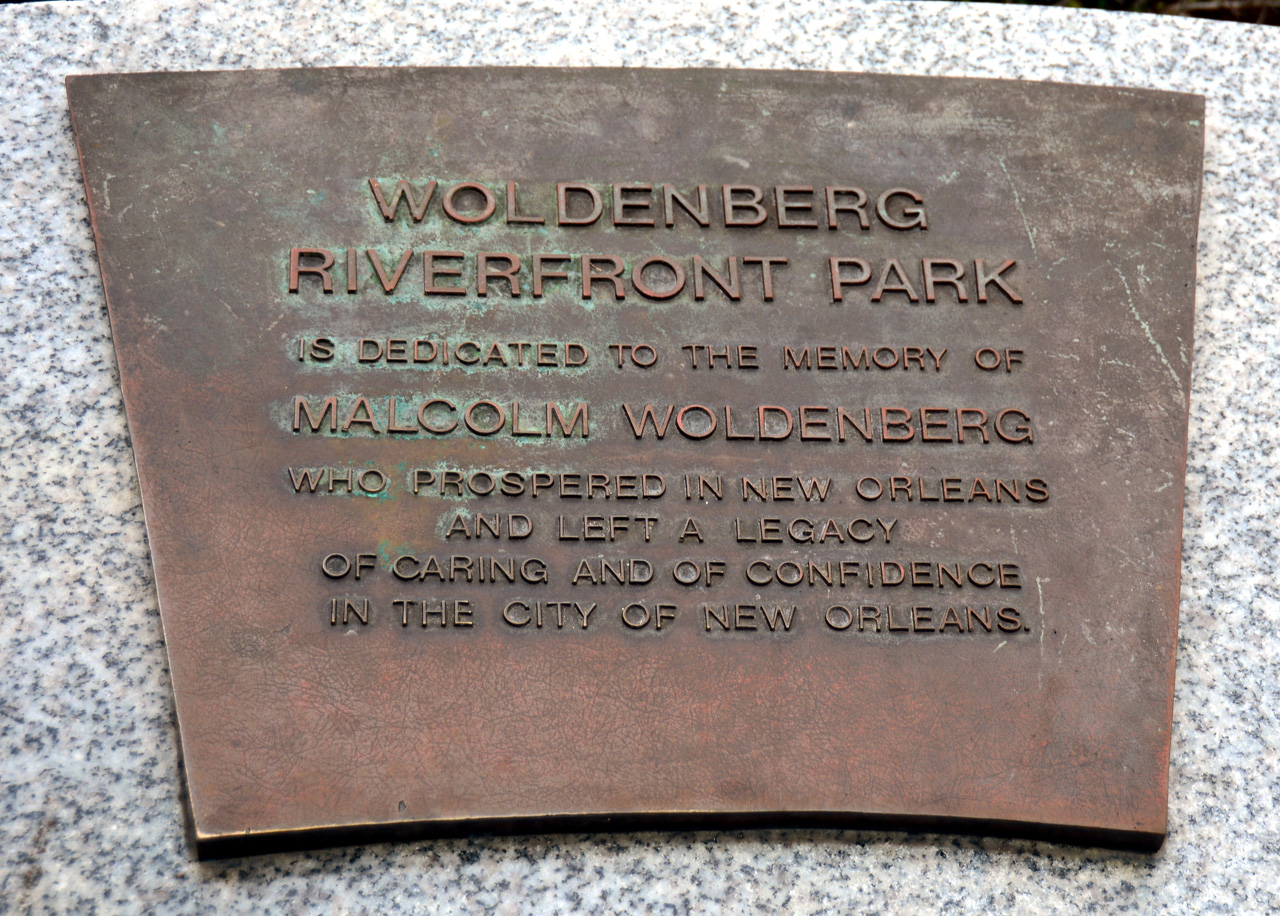 WOLDENBERG
RIVERFRONT PARK
IS DEDICATED TO THE MEMORY OF
MALCOLM WOLDENBERG
WHO PROSPERED IN NEW ORLEANS
AND LEFT A LEGACY
OF CARING AND OF CONFIDENCE
IN THE CITY OF NEW ORLEANS.